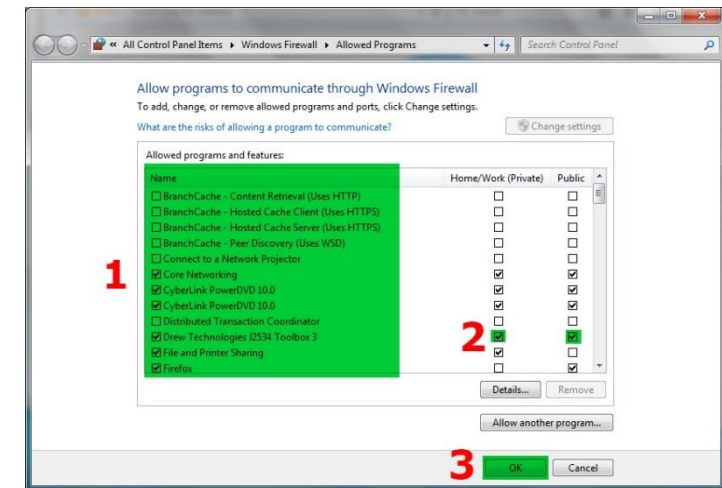 « All Control Panel Items ▸ Windows Firewall ▸ Allowed Programs Search Control Panel
Allow programs to communicate through Windows Firewall
To add, change, or remove allowed programs and ports, click Change settings.
What are the risks of allowing a program to communicate? Change settings
Allowed programs and features:
Name Home/Work (Private) Public
BranchCache - Content Retrieval (Uses HTTP)
BranchCache - Hosted Cache Client (Uses HTTPS)
BranchCache - Hosted Cache Server (Uses HTTPS)
BranchCache - Peer Discovery (Uses WSD)
Connect to a Network Projector
1
Core Networking
CyberLink PowerDVD 10.0
CyberLink PowerDVD 10.0
Distributed Transaction Coordinator
Drew Technologies J2534 Toolbox 3 2
File and Printer Sharing
Firefox
Details... Remove
Allow another program...
3 OK Cancel